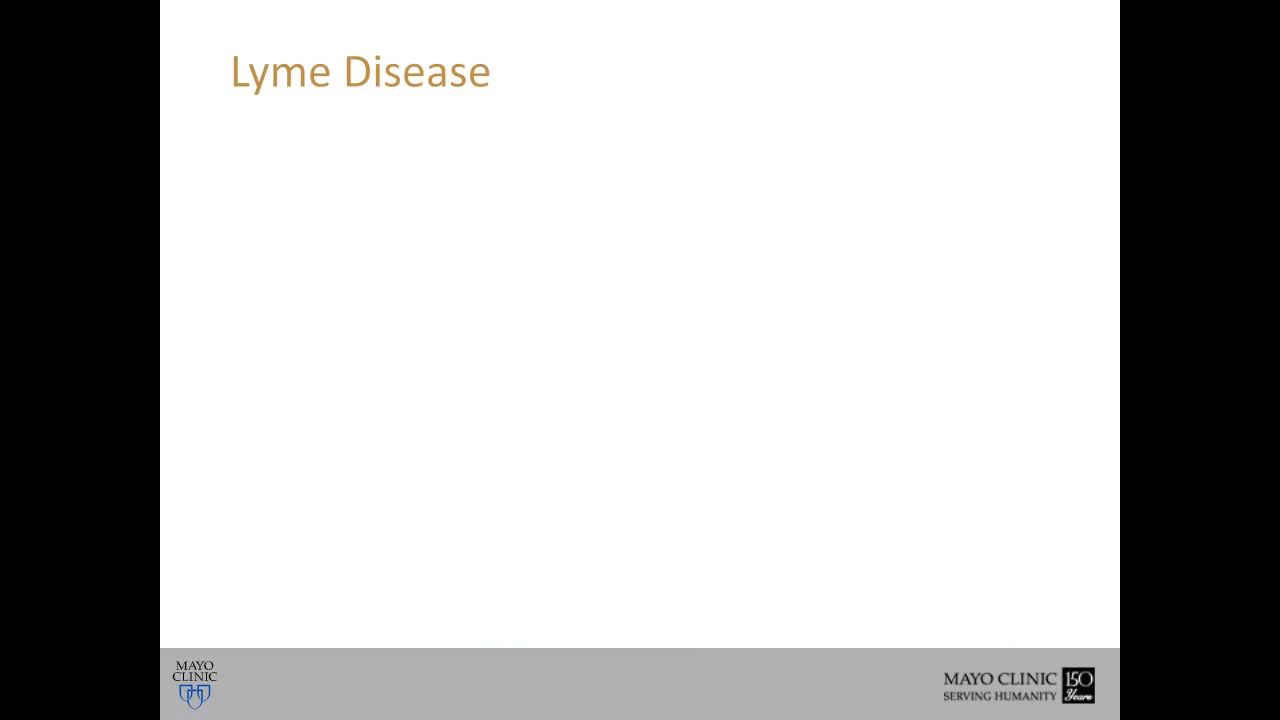 Lyme Disease
MAYO
CLINIC
MAYO CLINIC 150
SERVING HUMANITY Years